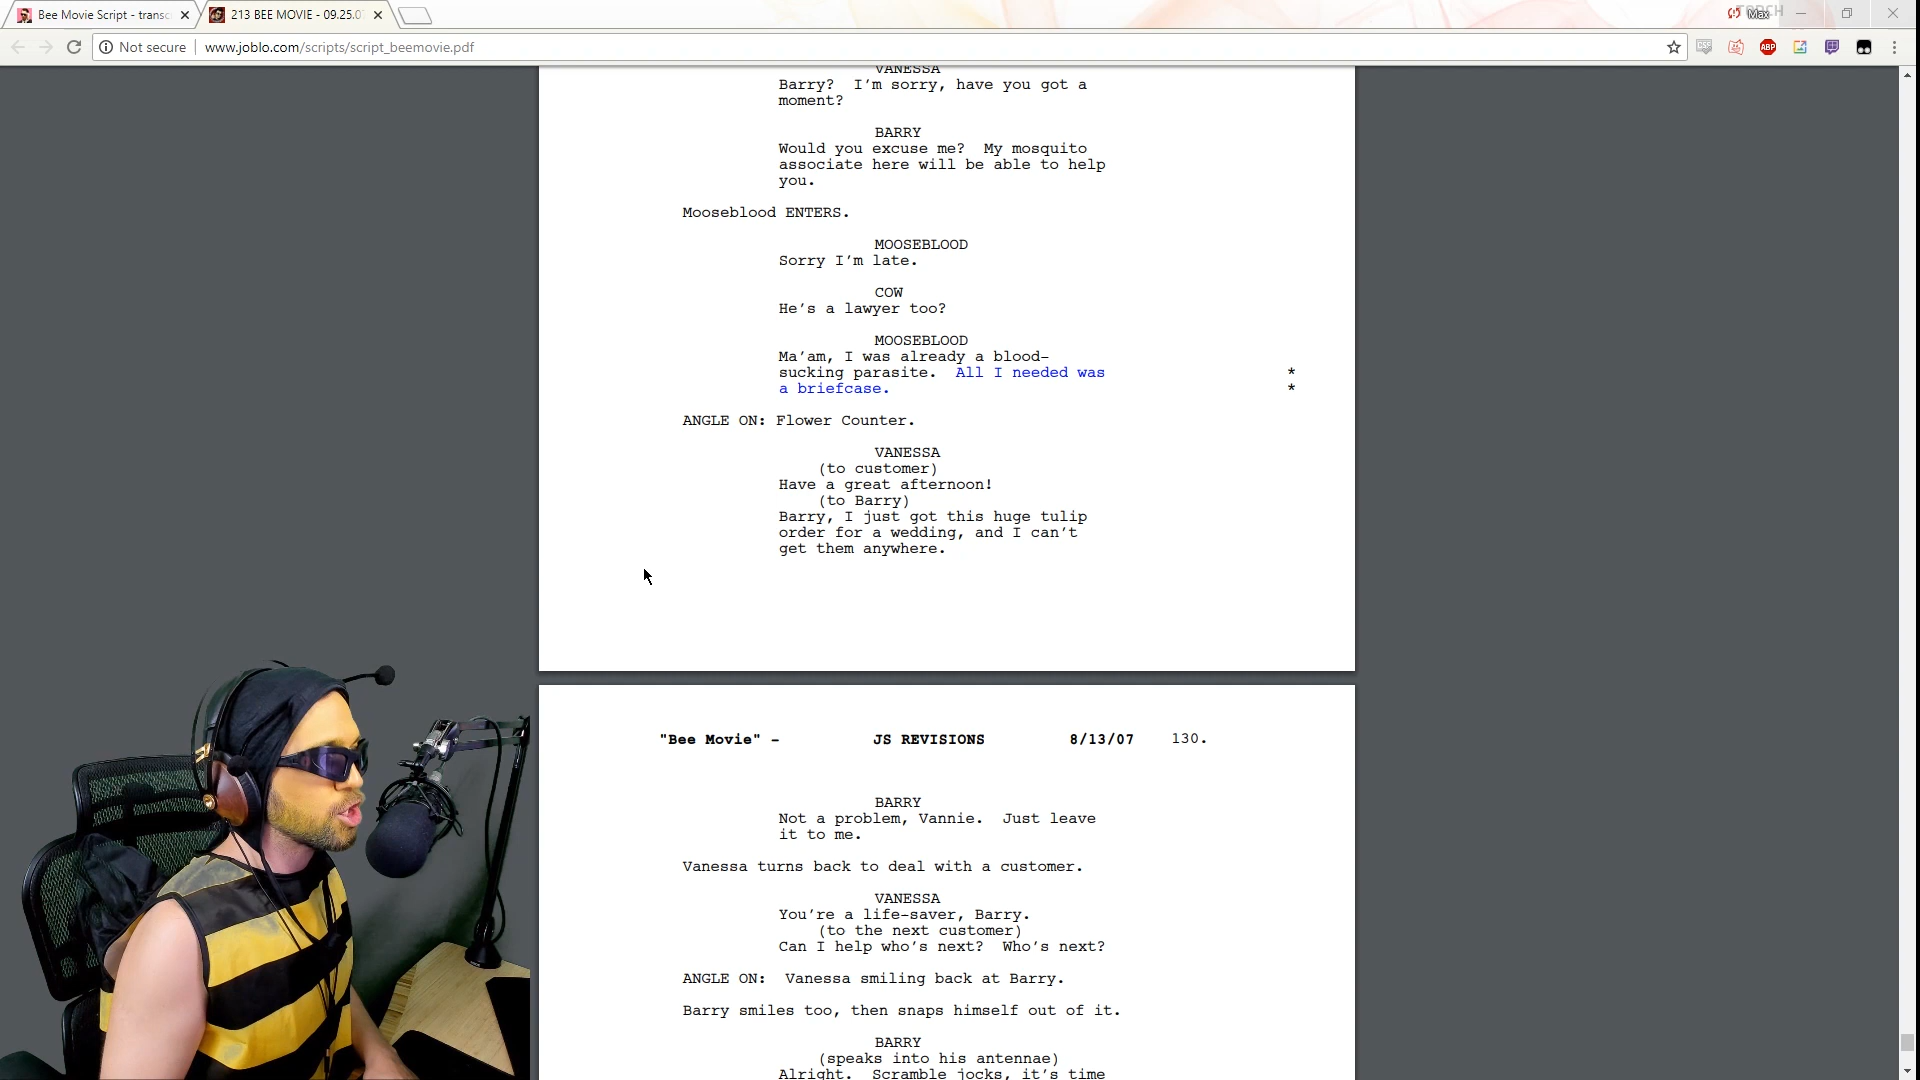 Bee Movie Script - transc
213 BEE MOVIE - 09.25.0
Max
Not secure
www.joblo.com/scripts/script_beemovie.pdf
ABP
VANESSA
Barry?  I'm sorry, have you got a
moment?
BARRY
Would you excuse me?  My mosquito
associate here will be able to help
you.
Mooseblood ENTERS.
MOOSEBLOOD
Sorry I'm late.
COW
He's a lawyer too?
MOOSEBLOOD
Ma'am, I was already a blood-
sucking parasite.  All I needed was *
a briefcase. *
ANGLE ON: Flower Counter.
VANESSA
(to customer)
Have a great afternoon!
(to Barry)
Barry, I just got this huge tulip
order for a wedding, and I can't
get them anywhere.
"Bee Movie" - JS REVISIONS 8/13/07 130.
BARRY
Not a problem, Vannie.  Just leave
it to me.
Vanessa turns back to deal with a customer.
VANESSA
You're a life-saver, Barry.
(to the next customer)
Can I help who's next?  Who's next?
ANGLE ON:  Vanessa smiling back at Barry.
Barry smiles too, then snaps himself out of it.
BARRY
(speaks into his antennae)
Alright.  Scramble jocks, it's time